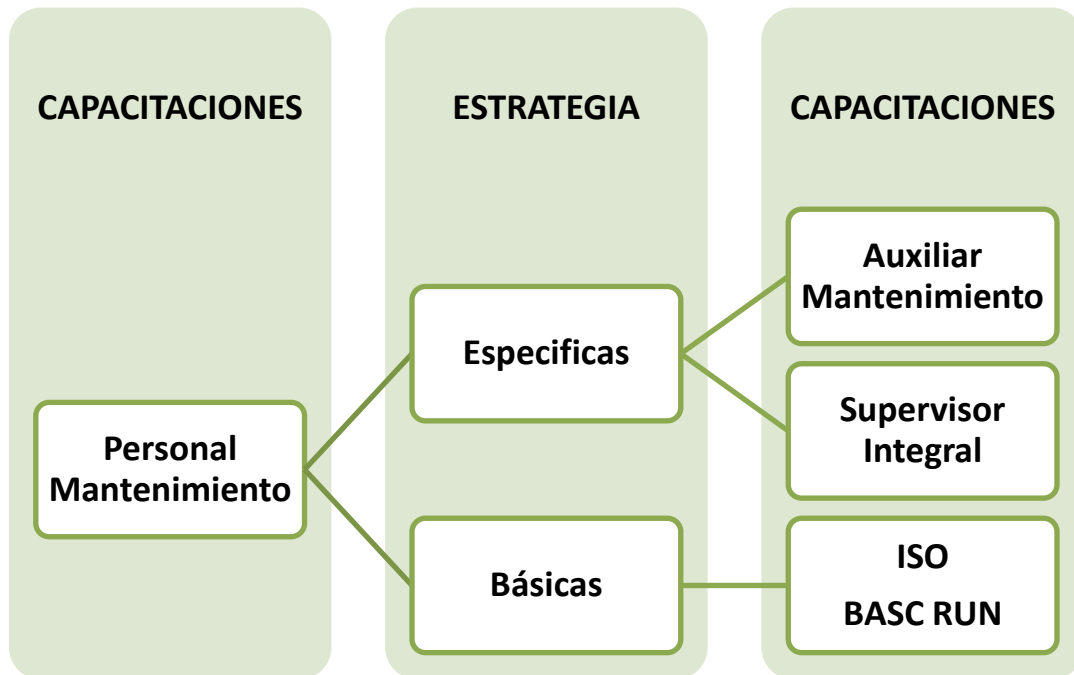 CAPACITACIONES
ESTRATEGIA
CAPACITACIONES
Personal
Mantenimiento
Especificas
Básicas
Auxiliar
Mantenimiento
Supervisor
Integral
ISO
BASC RUN